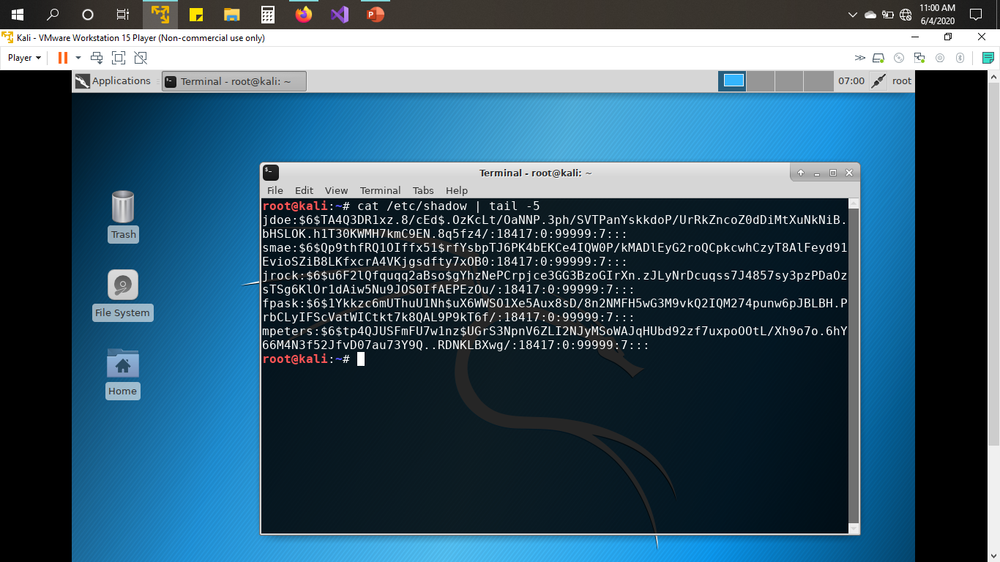 11:00 AM
6/4/2020
Kali - VMware Workstation 15 Player (Non-commercial use only)
Player
Applications
Terminal - root@kali: ~
07:00
root
Trash
File System
Home
Terminal - root@kali: ~
File Edit View Terminal Tabs Help
root@kali:~# cat /etc/shadow | tail -5
jdoe:$6$TA4Q3DR1xz.8/cEd$.OzKcLt/OaNNP.3ph/SVTPanYskkdoP/UrRkZncoZ0dDiMtXuNkNiB.
bHSLOK.h1T30KWMH7kmC9EN.8q5fz4/:18417:0:99999:7:::
smae:$6$Qp9thfRQ1OIffx51$rfYsbpTJ6PK4bEKCe4IQW0P/kMADlEyG2roQCpkcwhCzyT8AlFeyd91
EvioSZiB8LKfxcrA4VKjgsdfty7xOB0:18417:0:99999:7:::
jrock:$6$u6F2lQfquqq2aBso$gYhzNePCRpjce3GG3BzoGIrXn.zJLyNrDcuqss7J4857sy3pzPDaOz
sTSg6KlOr1dAiw5Nu9JOS0IfAEPEzOu/:18417:0:99999:7:::
fpask:$6$1Ykkzc6mUThuU1Nh$uX6WWSO1Xe5Aux8sD/8n2NMFH5wG3M9vkQ2IQM274punw6pJBLBH.P
rbCLyIFScVatWICtkt7k8QAL9P9kT6f/:18417:0:99999:7:::
mpeters:$6$tp4QJUSFmFU7w1nz$UGrS3NpnV6ZLI2NJyMSoWAJqHUbd92zf7uxpoOOtL/Xh9o7o.6hY
66M4N3f52JfvD07au73Y9Q..RDNKLBXwg/:18417:0:99999:7:::
root@kali:~#